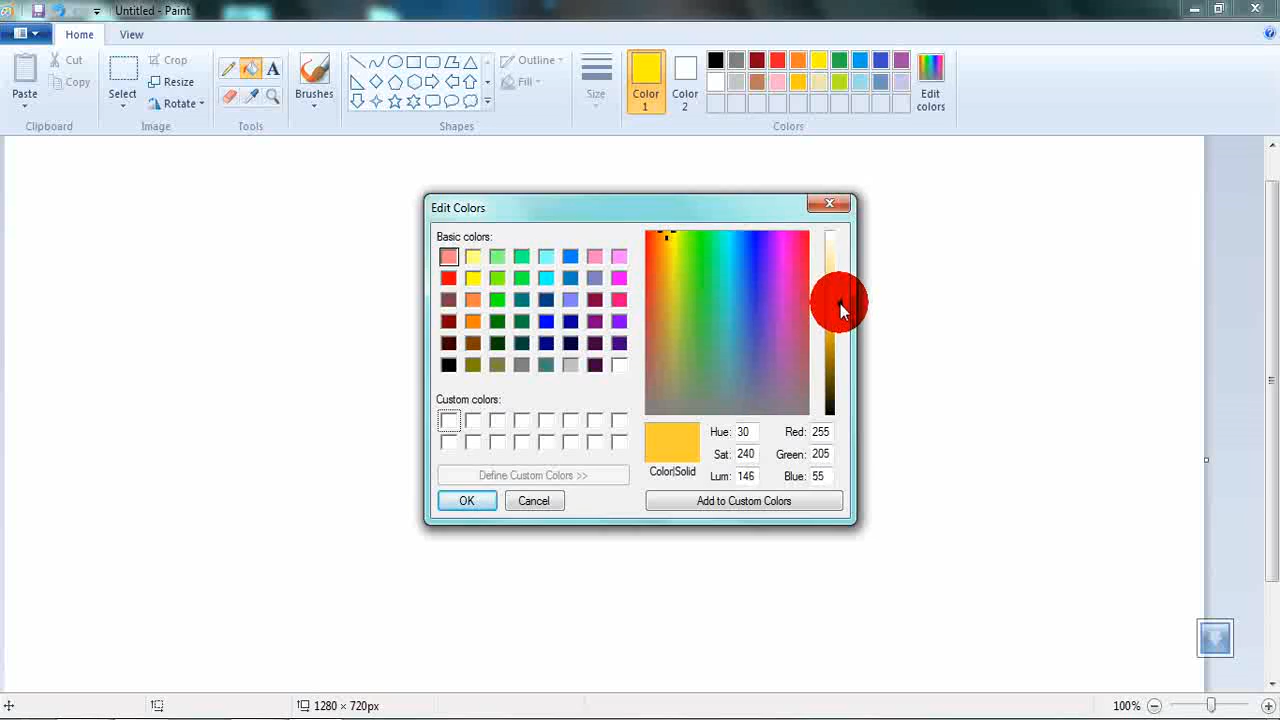 Untitled - Paint
Home View
Paste
Cut
Copy
Clipboard
Select
Crop
Resize
Rotate
Image
A
Tools
Brushes
Outline
Fill
Shapes
Size
Color 1
Color 2
Edit colors
Colors
Edit Colors
Basic colors:
Custom colors:
Define Custom Colors >>
OK Cancel
Color|Solid
Hue: 30 Red: 255
Sat: 240 Green: 205
Lum: 146 Blue: 55
Add to Custom Colors
1280 × 720px
100%